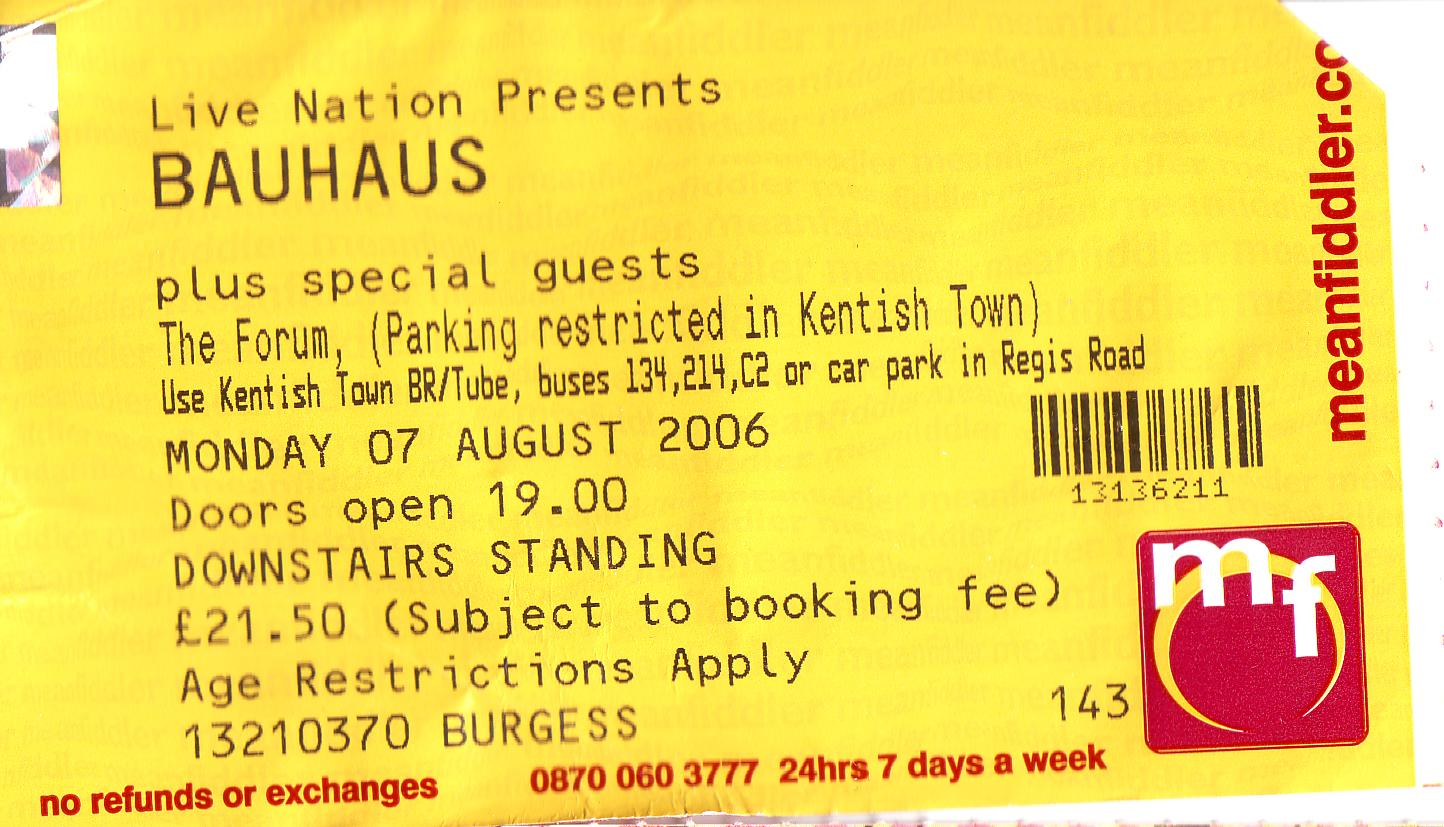 Live Nation Presents
BAUHAUS
plus special guests
The Forum, (Parking restricted in Kentish Town)
Use Kentish Town BR/Tube, buses 134,214,C2 or car park in Regis Road
MONDAY 07 AUGUST 2006
Doors open 19.00
DOWNSTAIRS STANDING
£21.50 (Subject to booking fee)
Age Restrictions Apply
13210370 BURGESS
143
13136211
mf
meanfiddler.co
no refunds or exchanges
0870 060 3777 24hrs 7 days a week